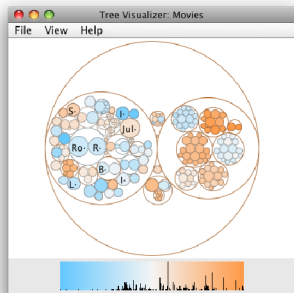 Tree Visualizer: Movies
File View Help
S·
I·
Jul·
Ro·
R·
B·
L·
I·